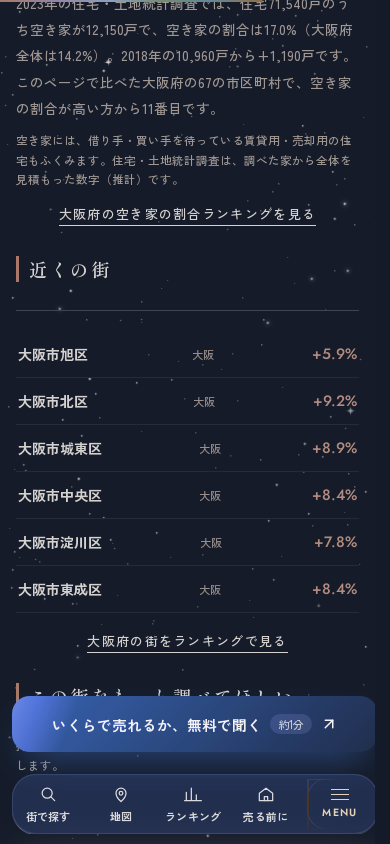 2023年の住宅・土地統計調査では、住宅71,540戸のう
ち空き家が12,150戸で、空き家の割合は17.0%（大阪府
全体は14.2%）。2018年の10,960戸から+1,190戸です。
このページで比べた大阪府の67の市区町村で、空き家
の割合が高い方から11番目です。
空き家には、借り手・買い手を待っている賃貸用・売却用の住
宅もふくみます。住宅・土地統計調査は、調べた家から全体を
見積もった数字（推計）です。
大阪府の空き家の割合ランキングを見る
近くの街
大阪市旭区 大阪 +5.9%
大阪市北区 大阪 +9.2%
大阪市城東区 大阪 +8.9%
大阪市中央区 大阪 +8.4%
大阪市淀川区 大阪 +7.8%
大阪市東成区 大阪 +8.4%
大阪府の街をランキングで見る
いくらで売れるか、無料で聞く 約1分
します。
街で探す 地図 ランキング 売る前に MENU